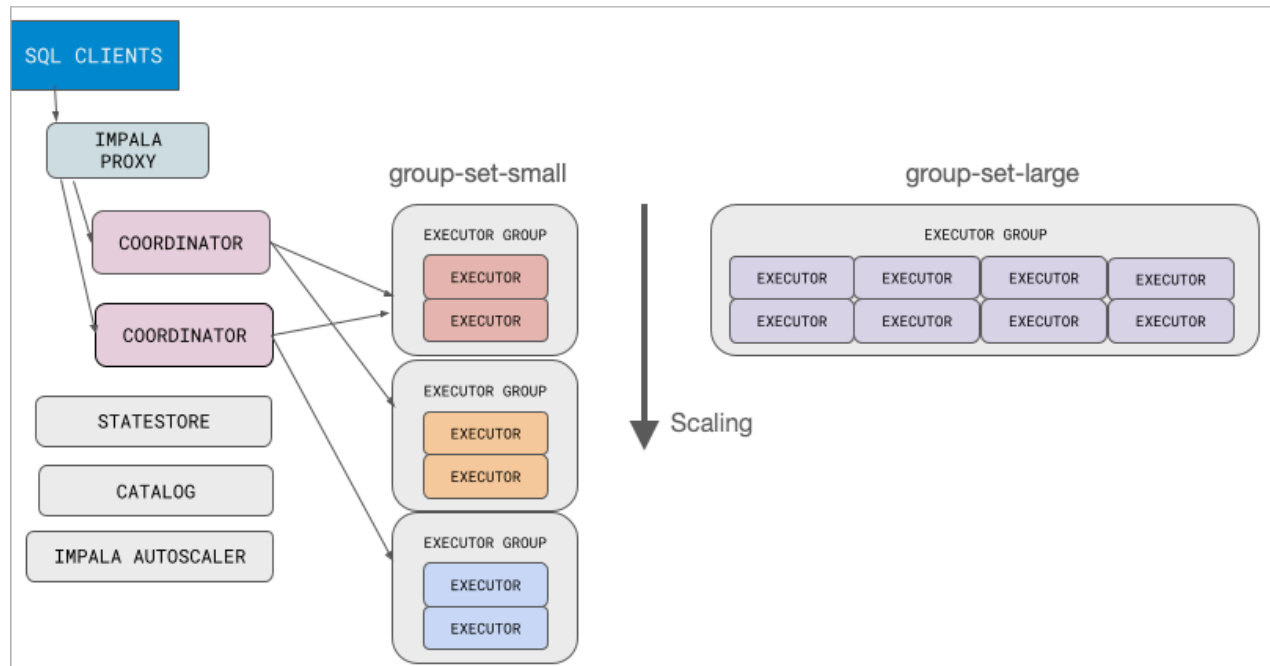 SQL CLIENTS
IMPALA
PROXY
COORDINATOR
COORDINATOR
STATESTORE
CATALOG
IMPALA AUTOSCALER
group-set-small
EXECUTOR GROUP
EXECUTOR
EXECUTOR
EXECUTOR GROUP
EXECUTOR
EXECUTOR
EXECUTOR GROUP
EXECUTOR
EXECUTOR
Scaling
group-set-large
EXECUTOR GROUP
EXECUTOR EXECUTOR EXECUTOR EXECUTOR
EXECUTOR EXECUTOR EXECUTOR EXECUTOR